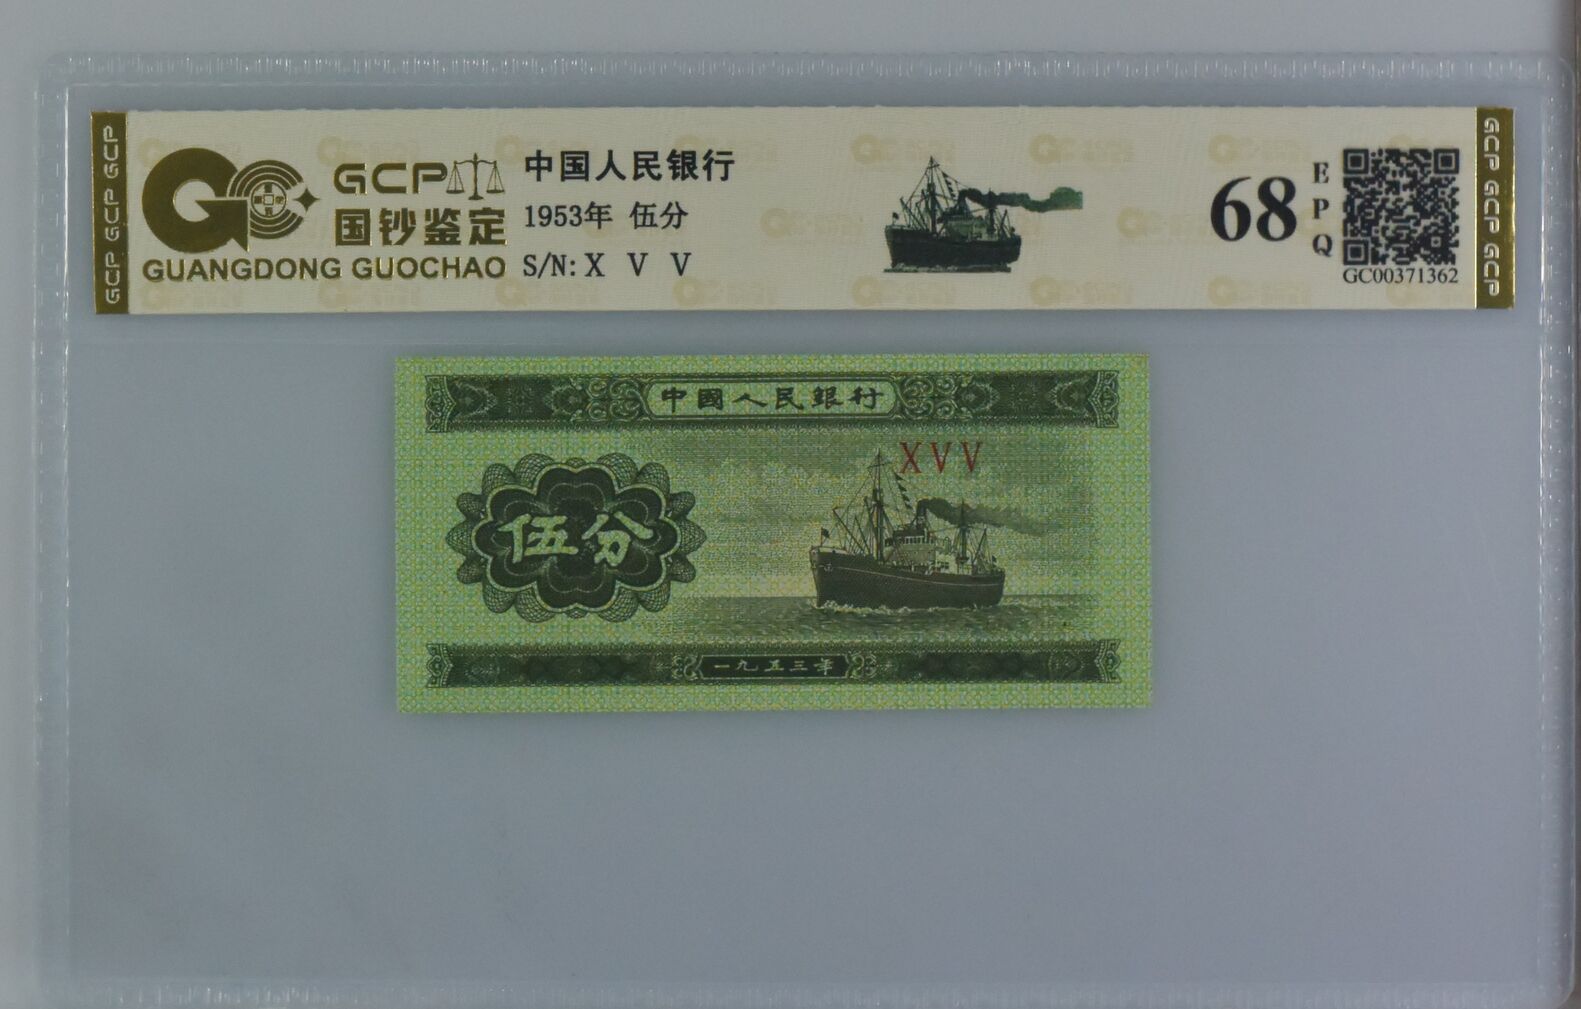 GCP GCP GCP
GCP
国钞鉴定
GUANGDONG GUOCHAO
中国人民银行
1953年 伍分
S/N: X V V
68
EPQ
GC00371362
GCP GCP GCP
中國人民銀行
XVV
伍分
一九五三年